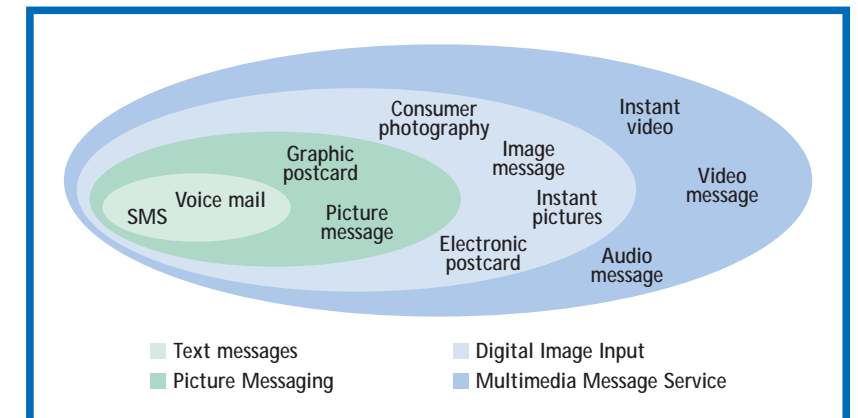 Consumer
photography
Instant
video
Graphic
postcard
Image
message
Video
message
Voice mail
SMS
Instant
pictures
Picture
message
Electronic
postcard
Audio
message
Text messages
Digital Image Input
Picture Messaging
Multimedia Message Service